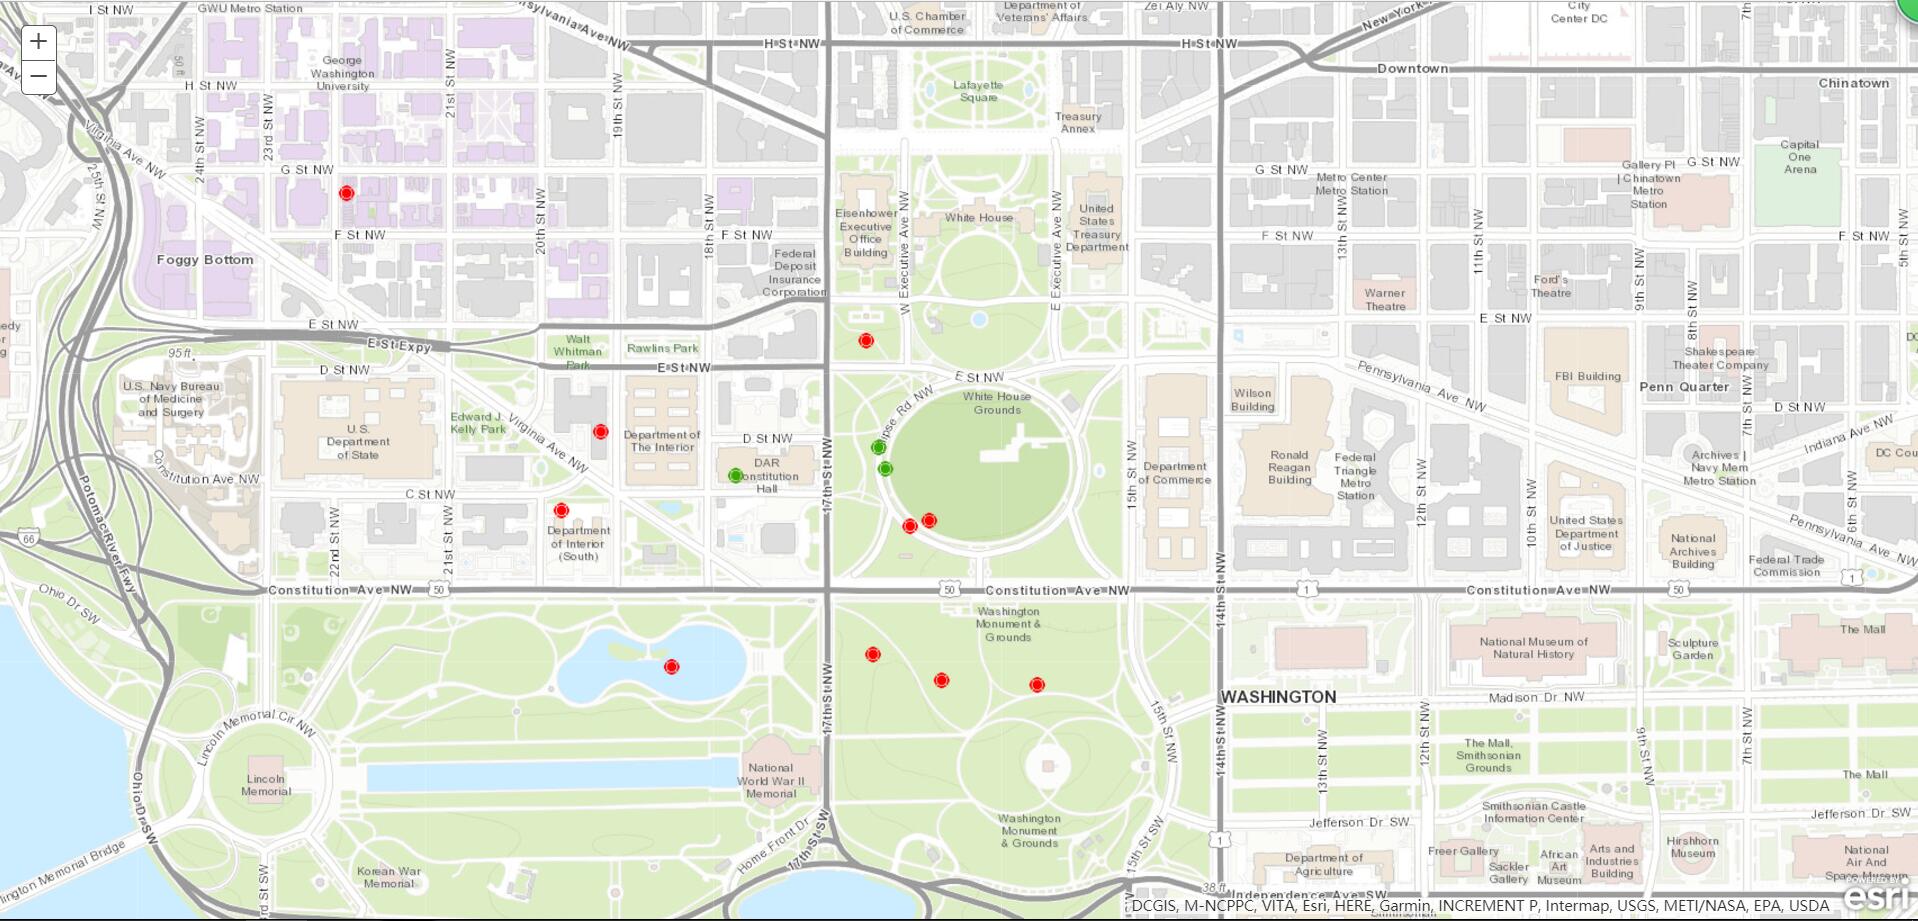 I St NW
GWU Metro Station
nsylvania Ave NW
U.S. Chamber
of Commerce
Department of
Veterans' Affairs
Zei Aly NW
New York
City
Center DC
7th
+
−
H St NW
H St NW
Downtown
Chinatown
50 ft
George
Washington
University
21st St NW
H St NW
23rd St NW
19th St NW
Lafayette
Square
Treasury
Annex
Virginia Ave NW
24th St NW
25th St NW
G St NW
G St NW
G St NW
Metro Center
Metro Station
Gallery Pl
| Chinatown
Metro
Station
Capital
One
Arena
20th St NW
18th St NW
Eisenhower
Executive
Office
Building
W Executive Ave NW
White House
E Executive Ave NW
United
States
Treasury
Department
13th St NW
11th St NW
5th St NW
F St NW
F St NW
F St NW
F St NW
Foggy Bottom
Federal
Deposit
Insurance
Corporation
Warner
Theatre
Ford's
Theatre
9th St NW
8th St NW
E St NW
E St Expy
Walt
Whitman
Park
Rawlins Park
E St NW
E St NW
E St NW
95 ft
D St NW
Pennsylvania Ave NW
FBI Building
Shakespeare
Theater Company
Penn Quarter
7th St NW
D St NW
Indiana Ave NW
U.S. Navy Bureau
of Medicine
and Surgery
U.S.
Department
of State
Edward J.
Kelly Park
Virginia Ave NW
Department of
The Interior
D St NW
DAR
Constitution
Hall
17th St NW
ipse Rd NW
White House
Grounds
15th St NW
Department
of Commerce
Wilson
Building
Ronald
Reagan
Building
Federal
Triangle
Metro
Station
12th St NW
10th St NW
Archives |
Navy Mem
Metro Station
DC Cou
6th St NW
Constitution Ave NW
C St NW
Potomac River Fwy
66
22nd St NW
21st St NW
Department
of Interior
(South)
United States
Department
of Justice
National
Archives
Building
Federal Trade
Commission
Pennsylvania Ave NW
1
Constitution Ave NW
50
50
Constitution Ave NW
14th St NW
1
Constitution Ave NW
50
Ohio Dr SW
Washington
Monument &
Grounds
National Museum of
Natural History
Sculpture
Garden
The Mall
17th St NW
WASHINGTON
Madison Dr NW
Lincoln Memorial Cir NW
15th St NW
14th St NW
13th St NW
12th St NW
9th St NW
7th St NW
The Mall,
Smithsonian
Grounds
The Mall
Lincoln
Memorial
National
World War II
Memorial
Ohio Dr SW
Smithsonian Castle
Information Center
Jefferson Dr SW
Jefferson Dr SW
Washington
Monument
& Grounds
Home Front Dr
17th St SW
15th St SW
1
Korean War
Memorial
lington Memorial Bridge
3rd St SW
Department of
Agriculture
Freer Gallery
Sackler
Gallery
African
Art
Museum
Arts and
Industries
Building
Hirshhorn
Museum
National
Air And
Space Museum
38 ft
Independence Ave SW
POWERED BY
esri
DCGIS, M-NCPPC, VITA, Esri, HERE, Garmin, INCREMENT P, Intermap, USGS, METI/NASA, EPA, USDA